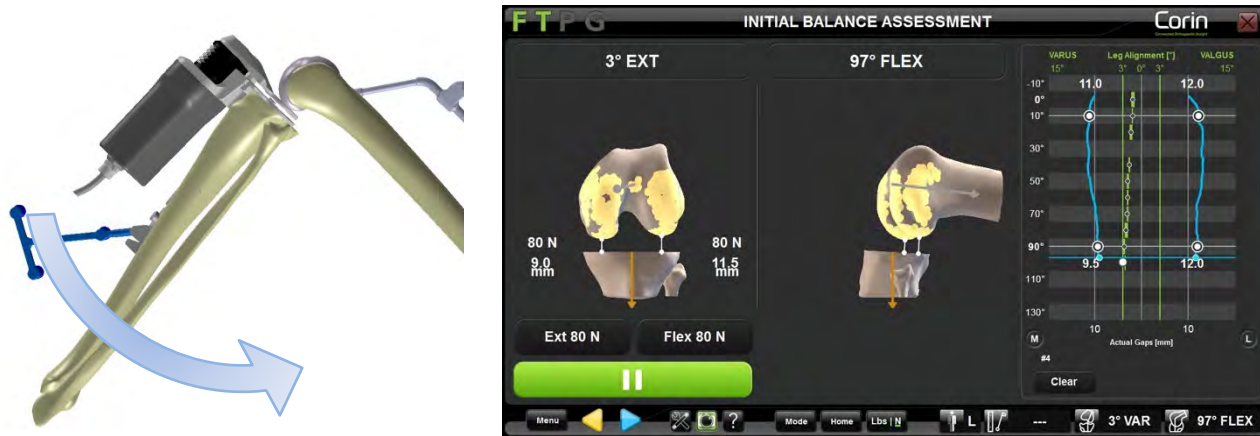 FTPG
INITIAL BALANCE ASSESSMENT
Corin
3° EXT
97° FLEX
80 N
9.0
mm
80 N
11.5
mm
Ext 80 N
Flex 80 N
VARUS Leg Alignment [°] VALGUS
15° 3° 0° 3° 15°
-10° 11.0 12.0
0°
10°
30°
50°
70°
90°
9.5 12.0
110°
130°
10 10
M Actual Gaps [mm] L
#4
Clear
Menu ? Mode Home Lbs | N L --- 3° VAR 97° FLEX